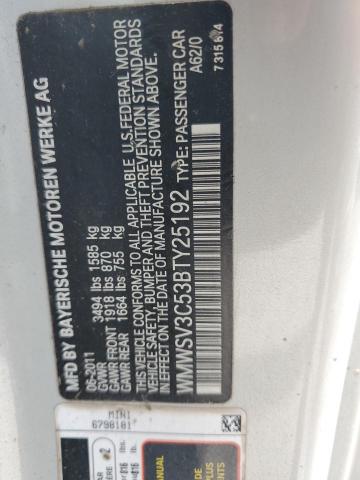 MFD BY BAYERISCHE MOTOREN WERKE AG
06-2011
GVWR 3494 lbs 1585 kg
GAWR FRONT 1918 lbs 870 kg
GAWR REAR 1664 lbs 755 kg
THIS VEHICLE CONFORMS TO ALL APPLICABLE U.S. FEDERAL MOTOR
VEHICLE SAFETY, BUMPER AND THEFT PREVENTION STANDARDS
IN EFFECT ON THE DATE OF MANUFACTURE SHOWN ABOVE.
WMWSV3C53BTY25192 TYPE: PASSENGER CAR
A62/0
MINI
6798181
MANUAL
PLUS
DE